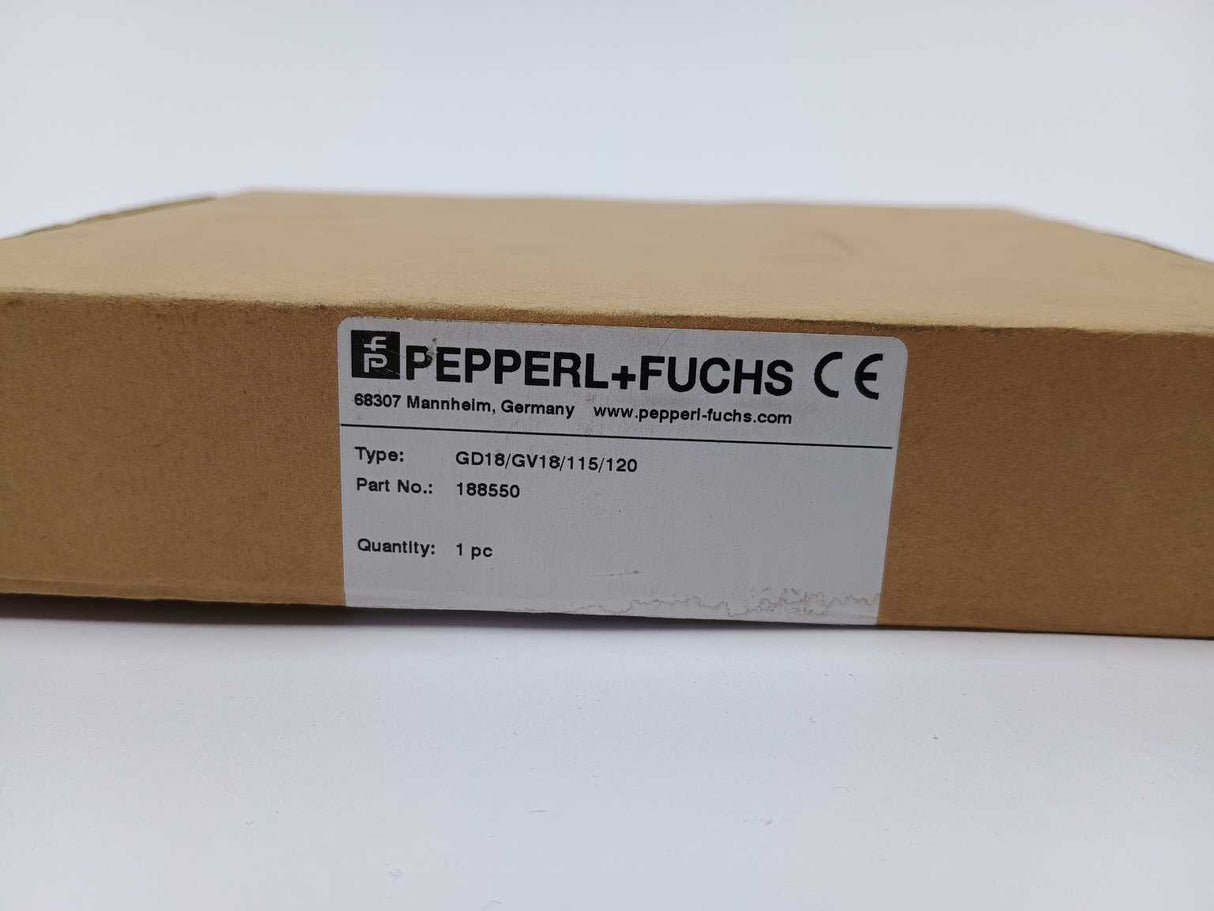 PEPPERL+FUCHS CE
68307 Mannheim, Germany www.pepperl-fuchs.com
Type: GD18/GV18/115/120
Part No.: 188550
Quantity: 1 pc